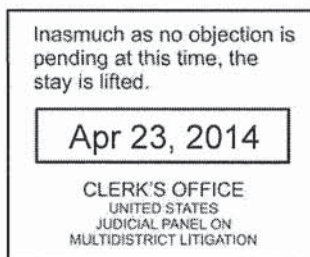 Inasmuch as no objection is
pending at this time, the
stay is lifted.
Apr 23, 2014
CLERK'S OFFICE
UNITED STATES
JUDICIAL PANEL ON
MULTIDISTRICT LITIGATION